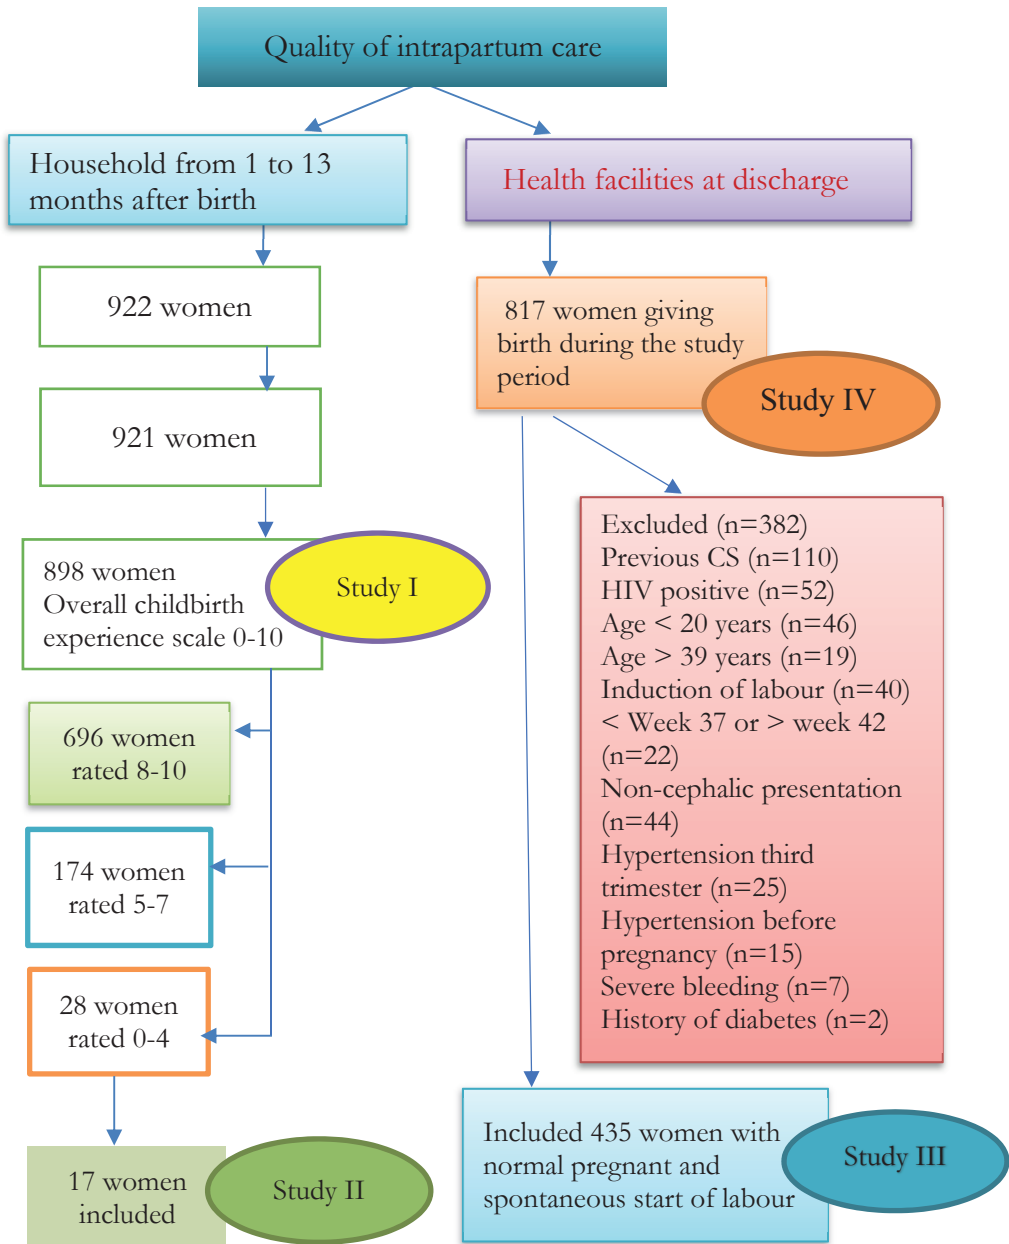 Quality of intrapartum care
Household from 1 to 13
months after birth
Health facilities at discharge
922 women
817 women giving
birth during the study
period
Study IV
921 women
898 women
Overall childbirth
experience scale 0-10
Study I
Excluded (n=382)
Previous CS (n=110)
HIV positive (n=52)
Age < 20 years (n=46)
Age > 39 years (n=19)
Induction of labour (n=40)
< Week 37 or > week 42
(n=22)
Non-cephalic presentation
(n=44)
Hypertension third
trimester (n=25)
Hypertension before
pregnancy (n=15)
Severe bleeding (n=7)
History of diabetes (n=2)
696 women
rated 8-10
174 women
rated 5-7
28 women
rated 0-4
17 women
included
Study II
Included 435 women with
normal pregnant and
spontaneous start of labour
Study III